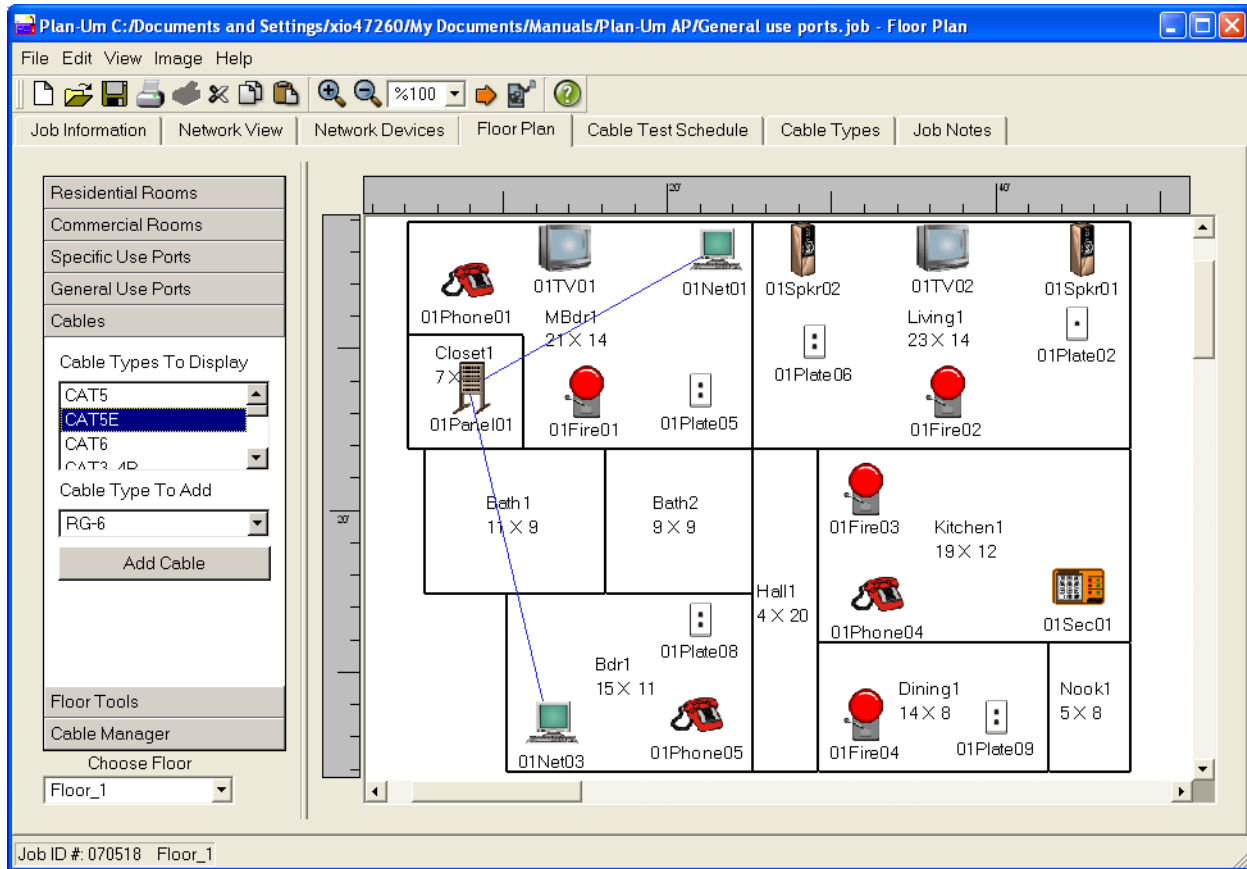 Plan-Um C:/Documents and Settings/xio47260/My Documents/Manuals/Plan-Um AP/General use ports.job - Floor Plan
File Edit View Image Help
%100
Job Information Network View Network Devices Floor Plan Cable Test Schedule Cable Types Job Notes
Residential Rooms
Commercial Rooms
Specific Use Ports
General Use Ports
Cables
Cable Types To Display
CAT5
CAT5E
CAT6
CAT3_4P
Cable Type To Add
RG-6
Add Cable
Floor Tools
Cable Manager
Choose Floor
Floor_1
20' 40'
20'
01Phone01
01TV01
01Net01
MBdr1
21 X 14
Closet1
7 X
01Panel01
01Fire01
01Plate05
01Spkr02
01TV02
01Spkr01
Living1
23 X 14
01Plate06
01Plate02
01Fire02
Bath1
11 X 9
Bath2
9 X 9
Hall1
4 X 20
01Fire03
Kitchen1
19 X 12
01Phone04
01Sec01
01Plate08
Bdr1
15 X 11
01Net03
01Phone05
Dining1
14 X 8
01Fire04
01Plate09
Nook1
5 X 8
Job ID #: 070518 Floor_1